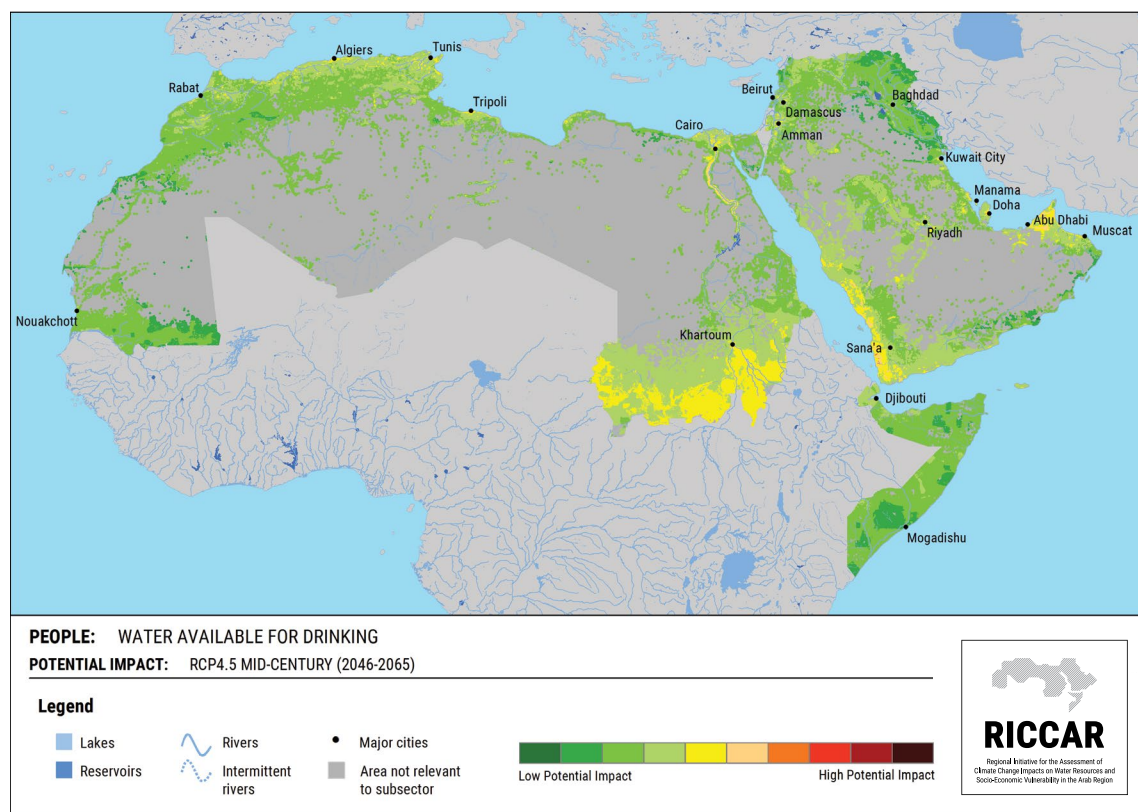 Algiers
Tunis
Rabat
Tripoli
Beirut
Damascus
Baghdad
Cairo
Amman
Kuwait City
Manama
Doha
Abu Dhabi
Riyadh
Muscat
Nouakchott
Khartoum
Sana'a
Djibouti
Mogadishu
PEOPLE: WATER AVAILABLE FOR DRINKING
POTENTIAL IMPACT: RCP4.5 MID-CENTURY (2046-2065)
Legend
Lakes
Reservoirs
Rivers
Intermittent
rivers
Major cities
Area not relevant
to subsector
Low Potential Impact
High Potential Impact
RICCAR
Regional Initiative for the Assessment of
Climate Change Impacts on Water Resources and
Socio-Economic Vulnerability in the Arab Region